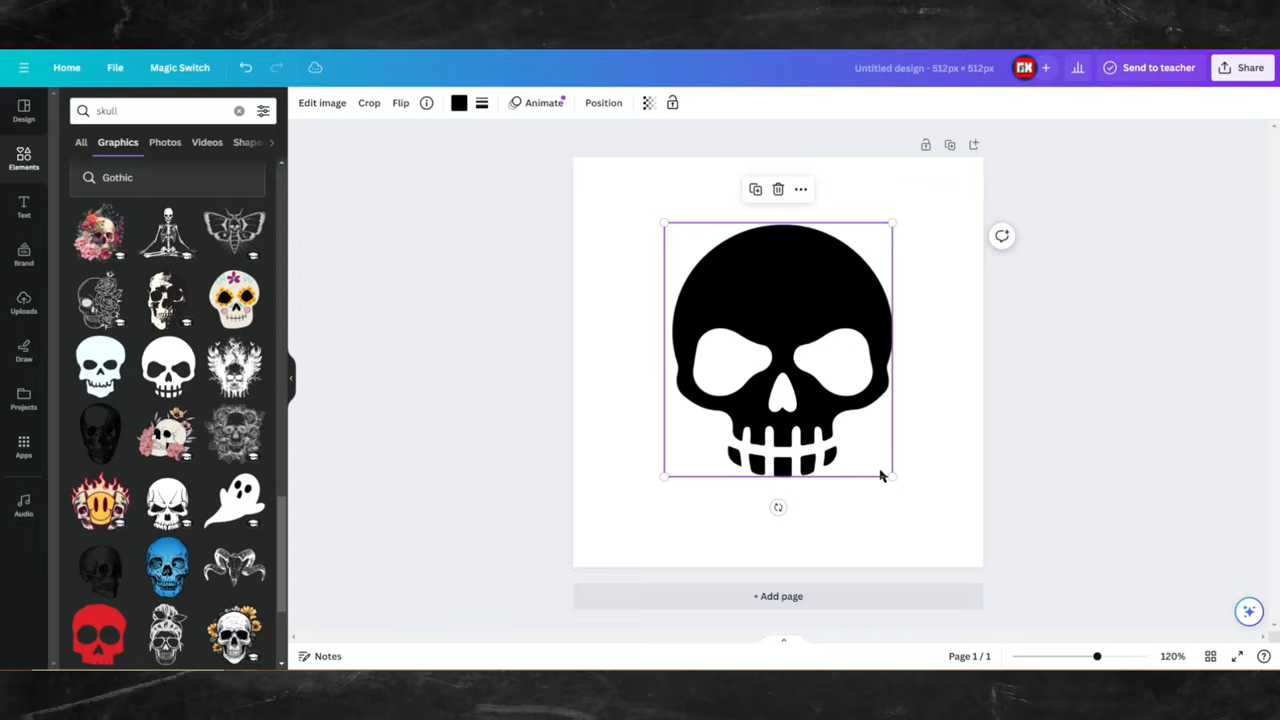 Home File Magic Switch Untitled design - 512px × 512px GX + Send to teacher Share
Design
skull
Edit image Crop Flip Animate Position
All Graphics Photos Videos Shape
Elements
Gothic
Text
Brand
Uploads
Draw
Projects
Apps
Audio
+ Add page
Notes Page 1 / 1 120%